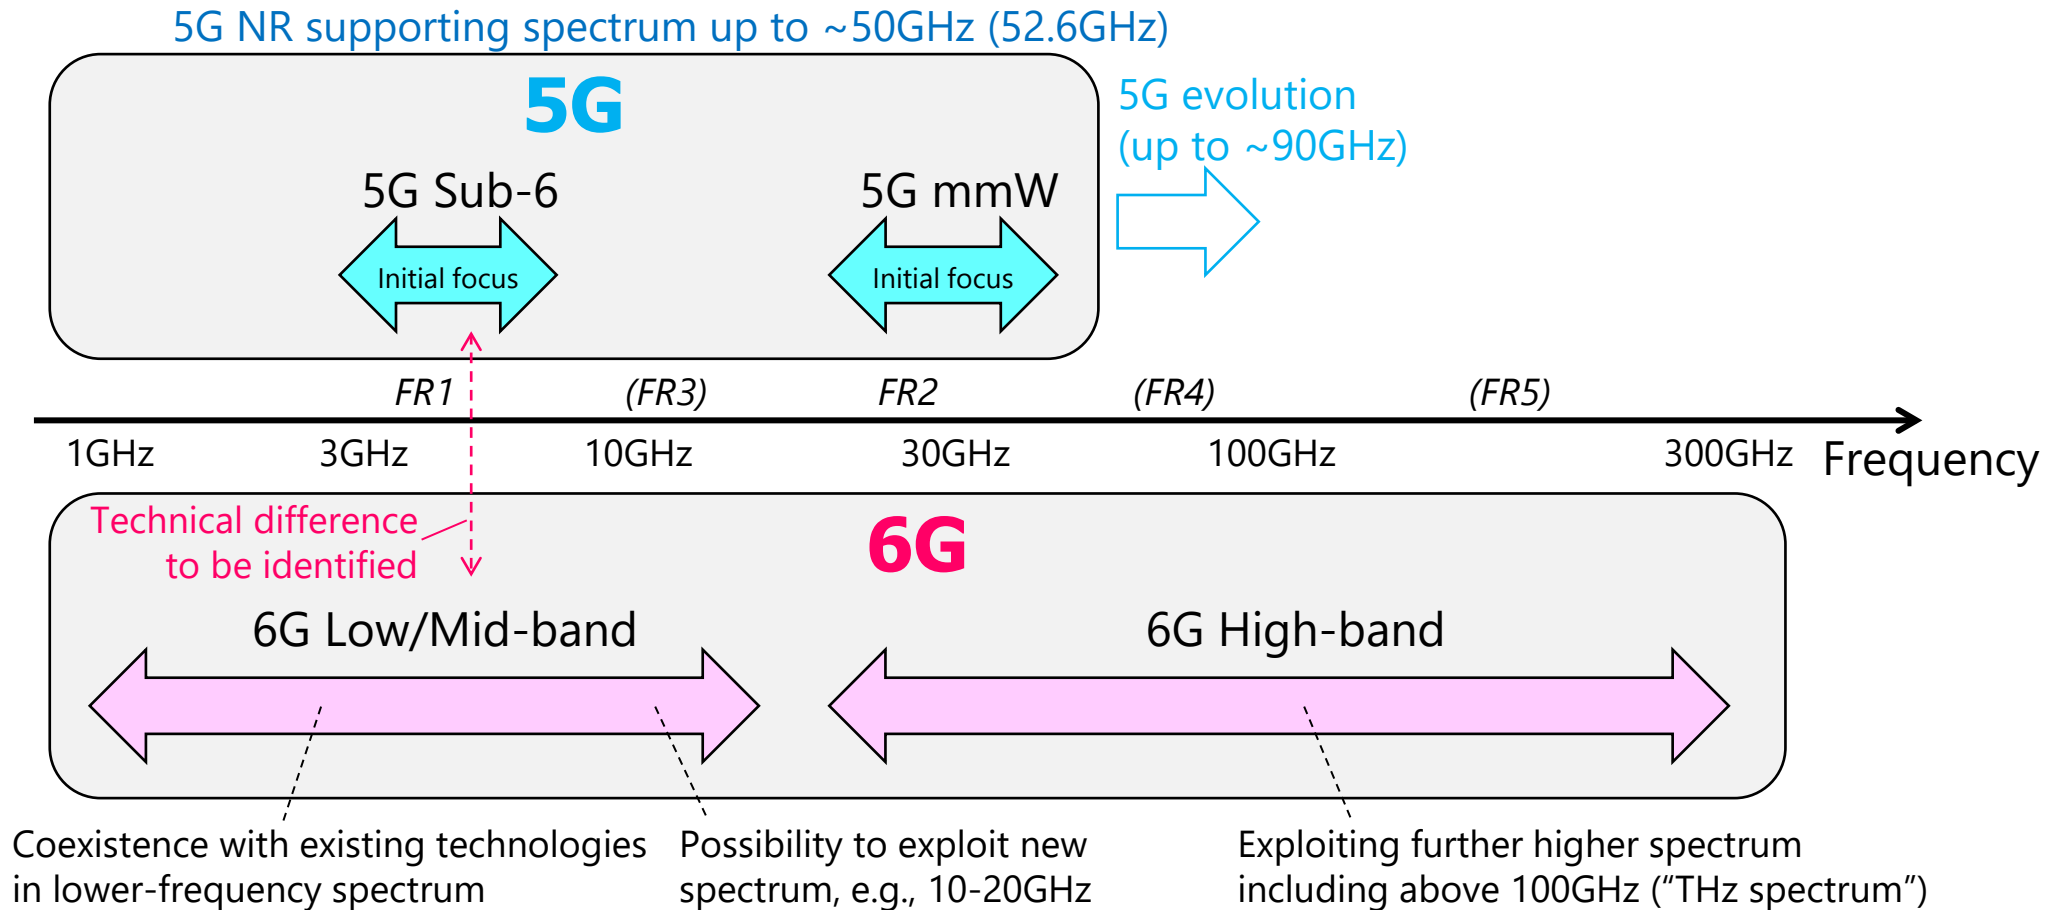 5G NR supporting spectrum up to ~50GHz (52.6GHz)
5G
5G evolution
(up to ~90GHz)
5G Sub-6
5G mmW
Initial focus
Initial focus
FR1
(FR3)
FR2
(FR4)
(FR5)
1GHz
3GHz
10GHz
30GHz
100GHz
300GHz
Frequency
Technical difference
to be identified
6G
6G Low/Mid-band
6G High-band
Coexistence with existing technologies
in lower-frequency spectrum
Possibility to exploit new
spectrum, e.g., 10-20GHz
Exploiting further higher spectrum
including above 100GHz (“THz spectrum”)